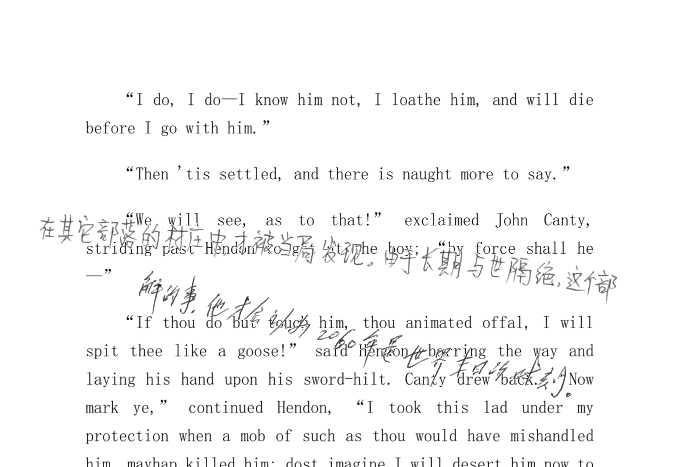 “I do, I do—I know him not, I loathe him, and will die
before I go with him.”
“Then ’tis settled, and there is naught more to say.”
“We will see, as to that!” exclaimed John Canty,
在其它部落的村庄中才被当局发现。由于长期与世隔绝,这个部
striding past Hendon to get at the boy; “by force shall he
—”
解的事,他才会认为2060年是世界末日的时刻。
“If thou do but touch him, thou animated offal, I will
spit thee like a goose!” said Hendon, barring the way and
laying his hand upon his sword-hilt. Canty drew back. “Now
mark ye,” continued Hendon, “I took this lad under my
protection when a mob of such as thou would have mishandled
him, mayhap killed him; dost imagine I will desert him now to